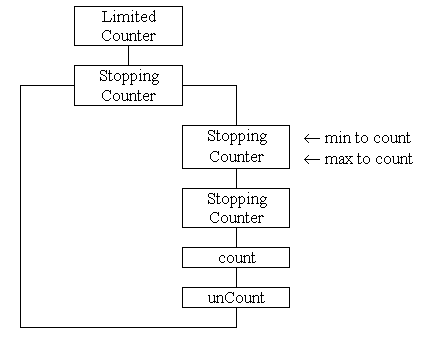 Limited
Counter
Stopping
Counter
Stopping
Counter
← min to count
← max to count
Stopping
Counter
count
unCount